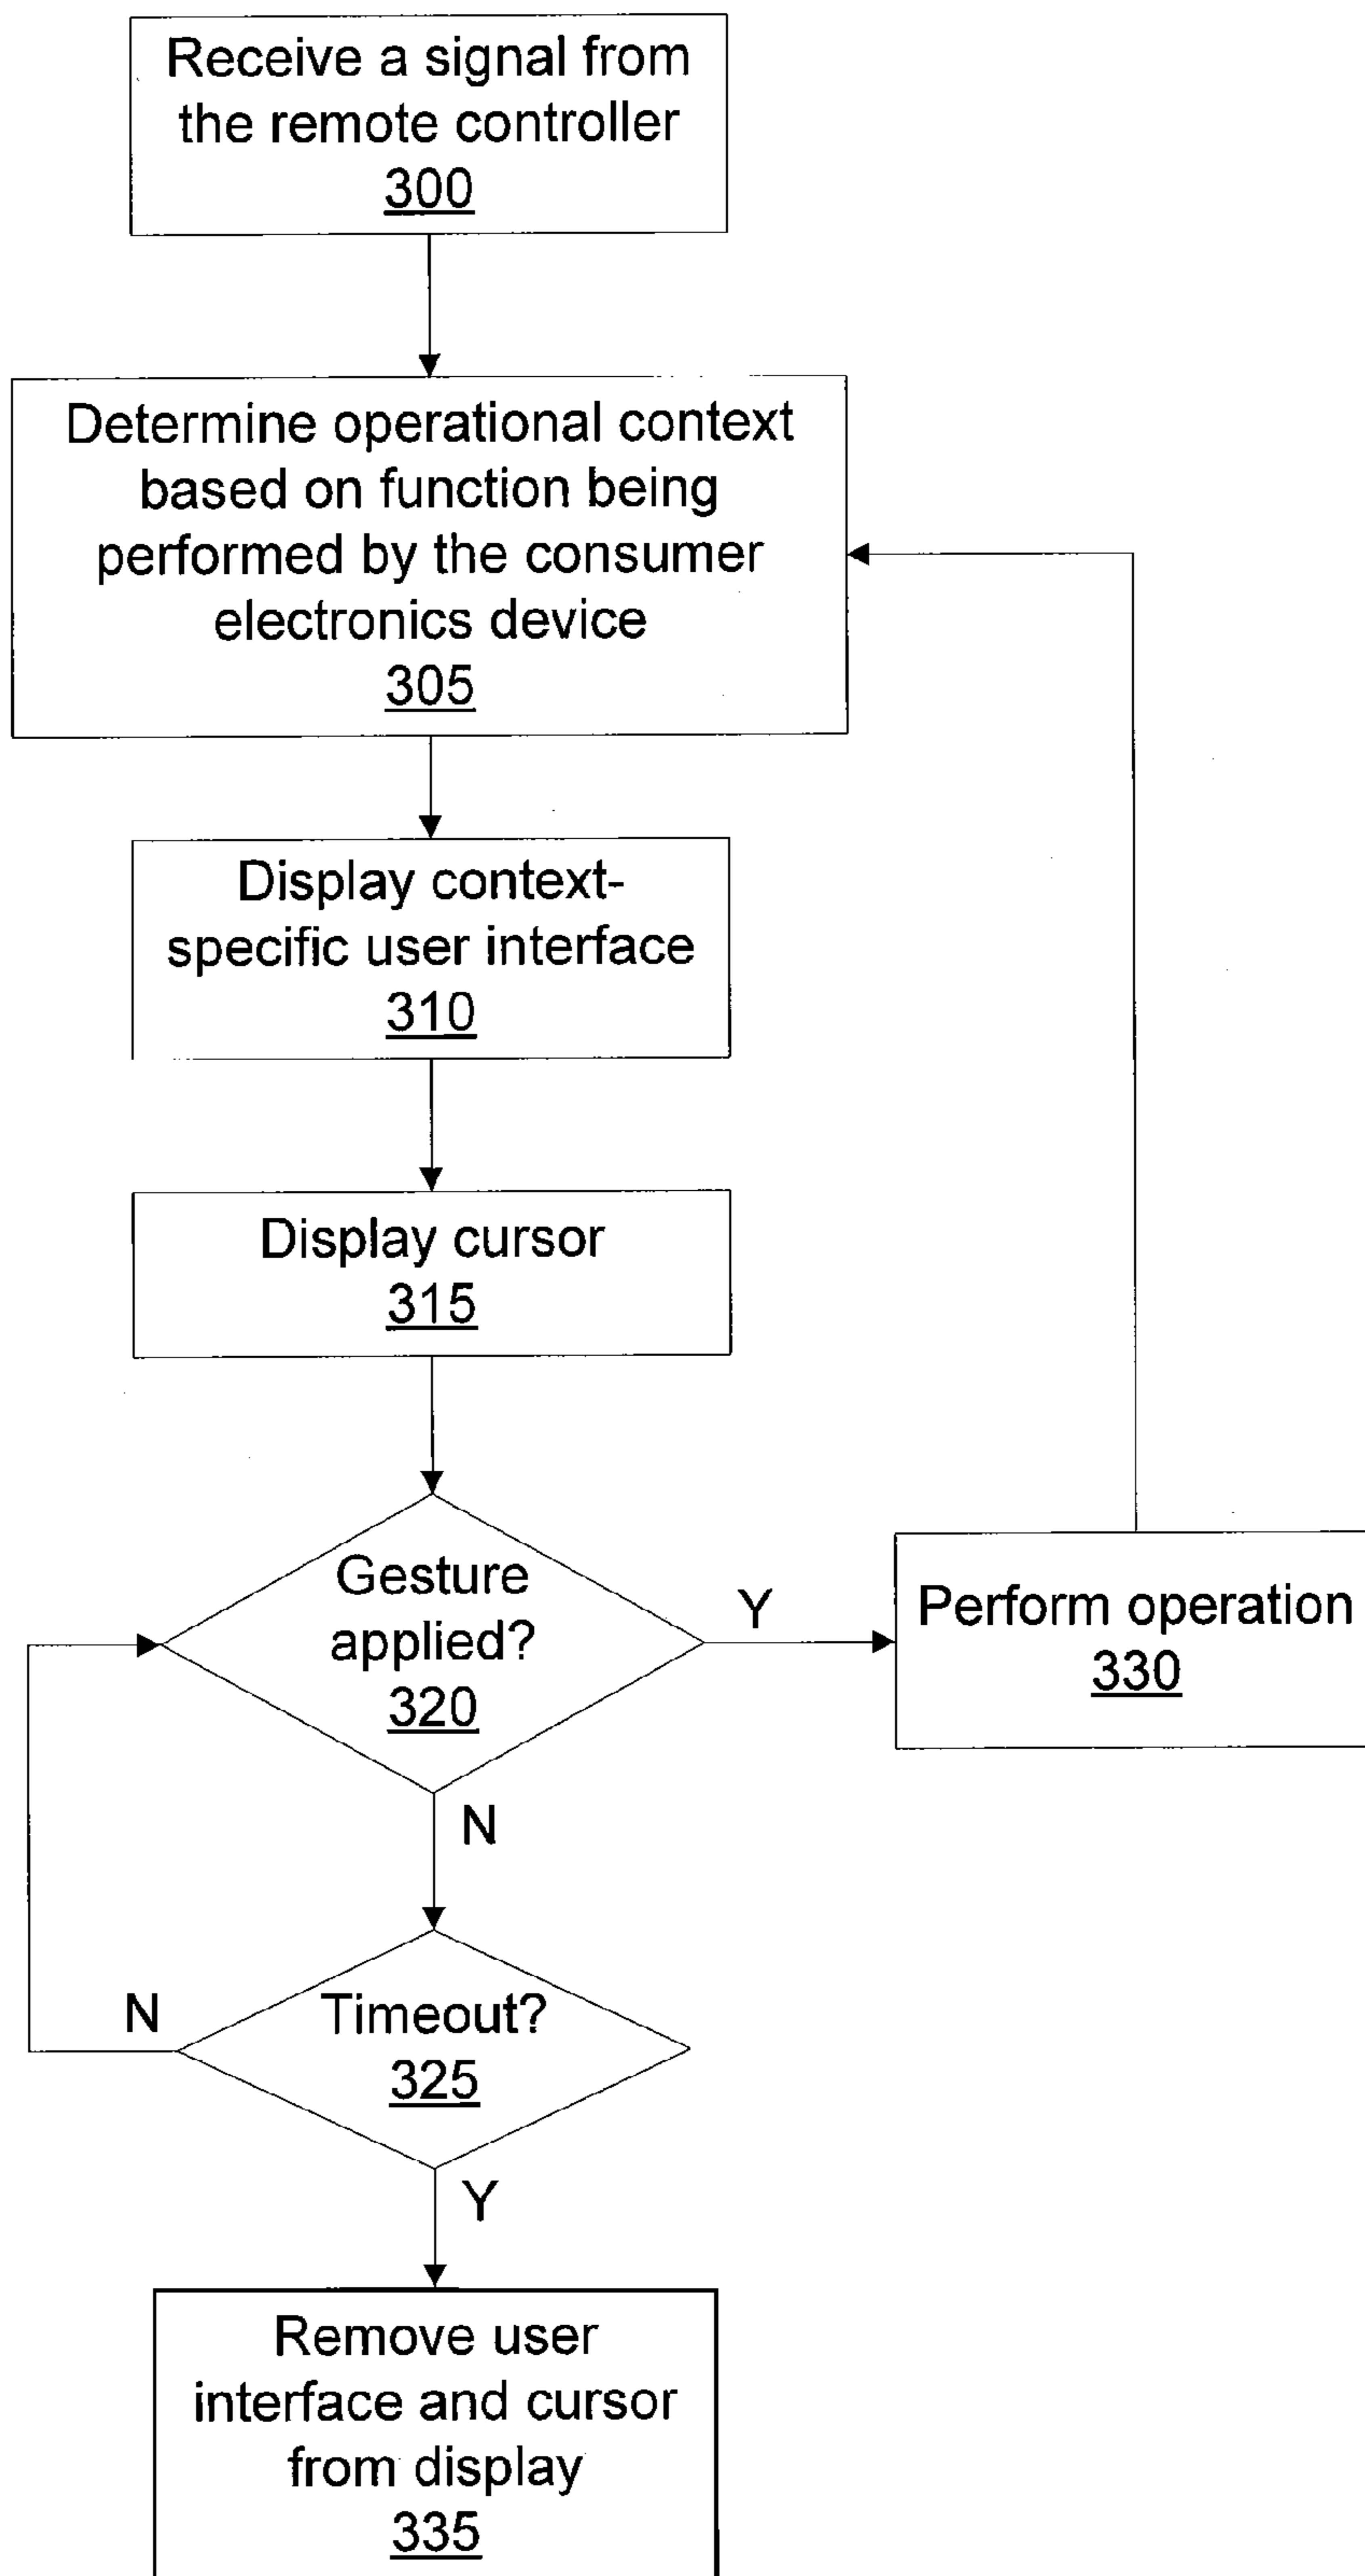 Receive a signal from
the remote controller
300
Determine operational context
based on function being
performed by the consumer
electronics device
305
Display context-
specific user interface
310
Display cursor
315
Gesture
applied?
320
Y
Perform operation
330
N
Timeout?
325
N
Y
Remove user
interface and cursor
from display
335